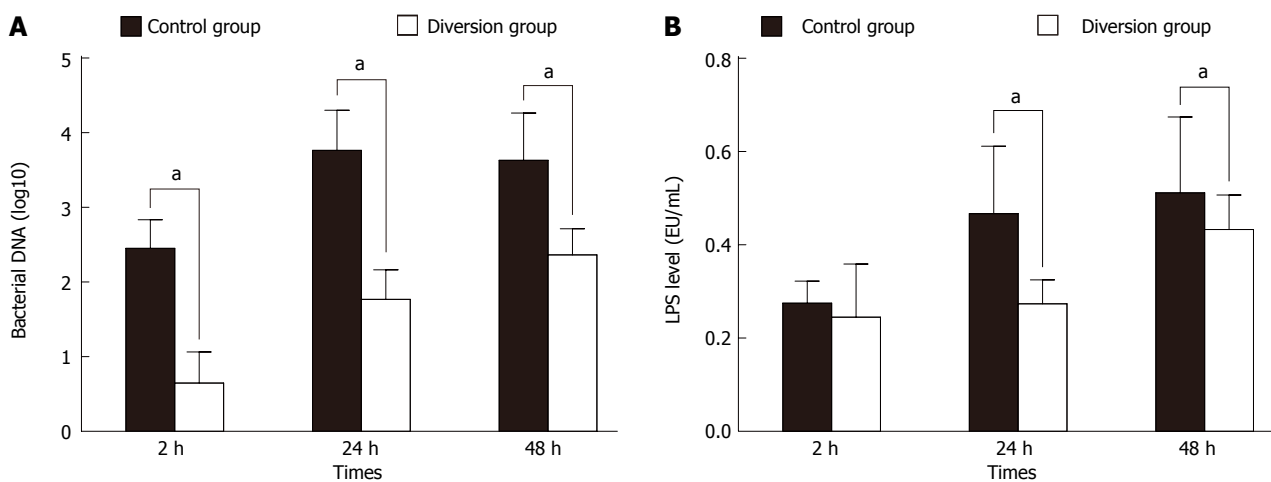 A
Control group
Diversion group
5
4
3
2
1
0
Bacterial DNA (log10)
a
a
a
2 h
24 h
48 h
Times
B
Control group
Diversion group
0.8
0.6
0.4
0.2
0.0
LPS level (EU/mL)
a
a
2 h
24 h
48 h
Times